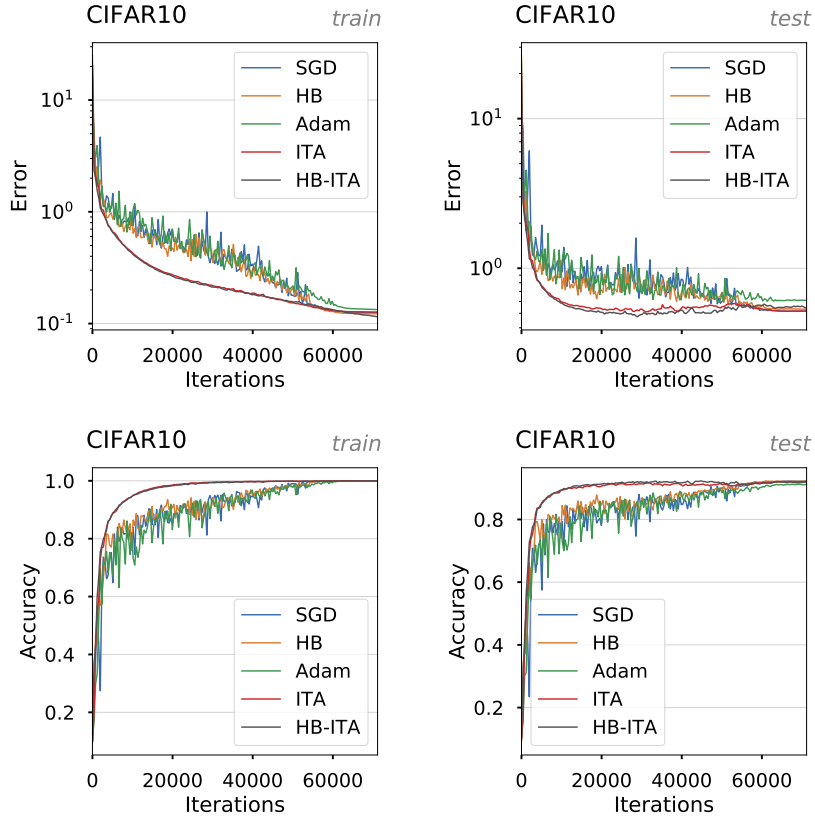 CIFAR10 train
Error
10^1
10^0
10^-1
SGD
HB
Adam
ITA
HB-ITA
0 20000 40000 60000
Iterations
CIFAR10 test
Error
10^1
10^0
SGD
HB
Adam
ITA
HB-ITA
0 20000 40000 60000
Iterations
CIFAR10 train
Accuracy
1.0
0.8
0.6
0.4
0.2
SGD
HB
Adam
ITA
HB-ITA
0 20000 40000 60000
Iterations
CIFAR10 test
Accuracy
0.8
0.6
0.4
0.2
SGD
HB
Adam
ITA
HB-ITA
0 20000 40000 60000
Iterations